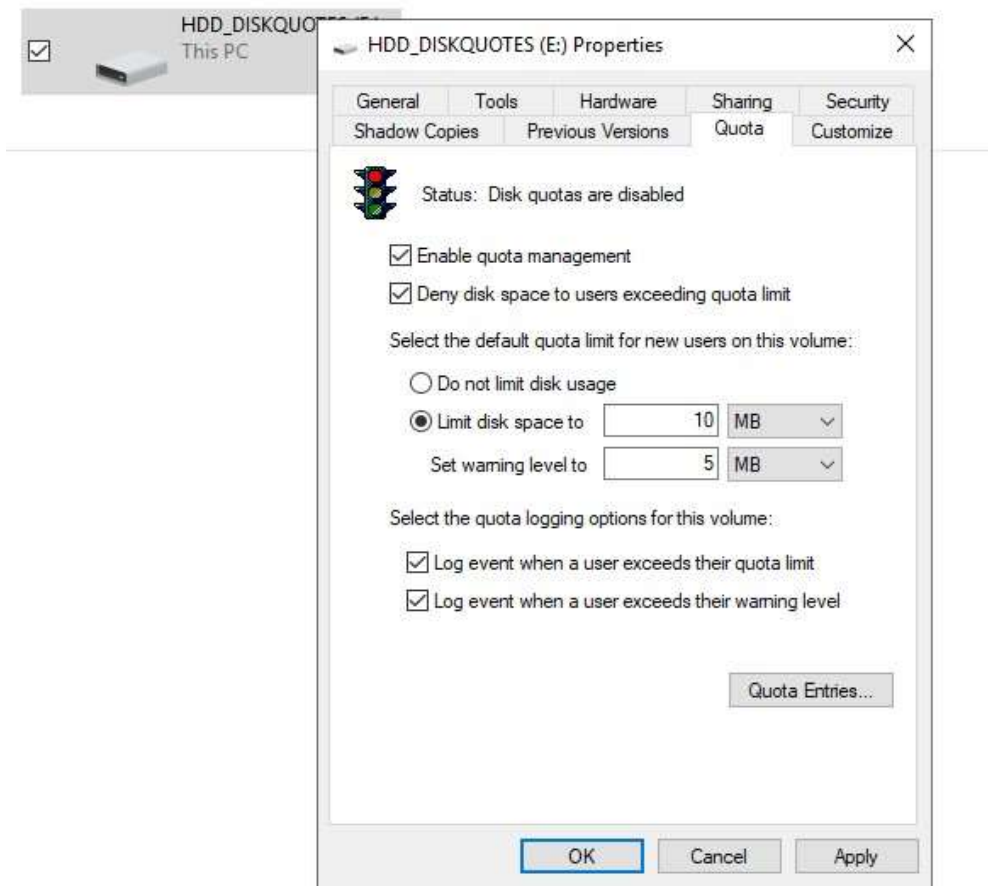 HDD_DISKQUOTES (E:)
This PC
HDD_DISKQUOTES (E:) Properties
General Tools Hardware Sharing Security
Shadow Copies Previous Versions Quota Customize
Status: Disk quotas are disabled
Enable quota management
Deny disk space to users exceeding quota limit
Select the default quota limit for new users on this volume:
Do not limit disk usage
Limit disk space to 10 MB
Set warning level to 5 MB
Select the quota logging options for this volume:
Log event when a user exceeds their quota limit
Log event when a user exceeds their warning level
Quota Entries...
OK Cancel Apply